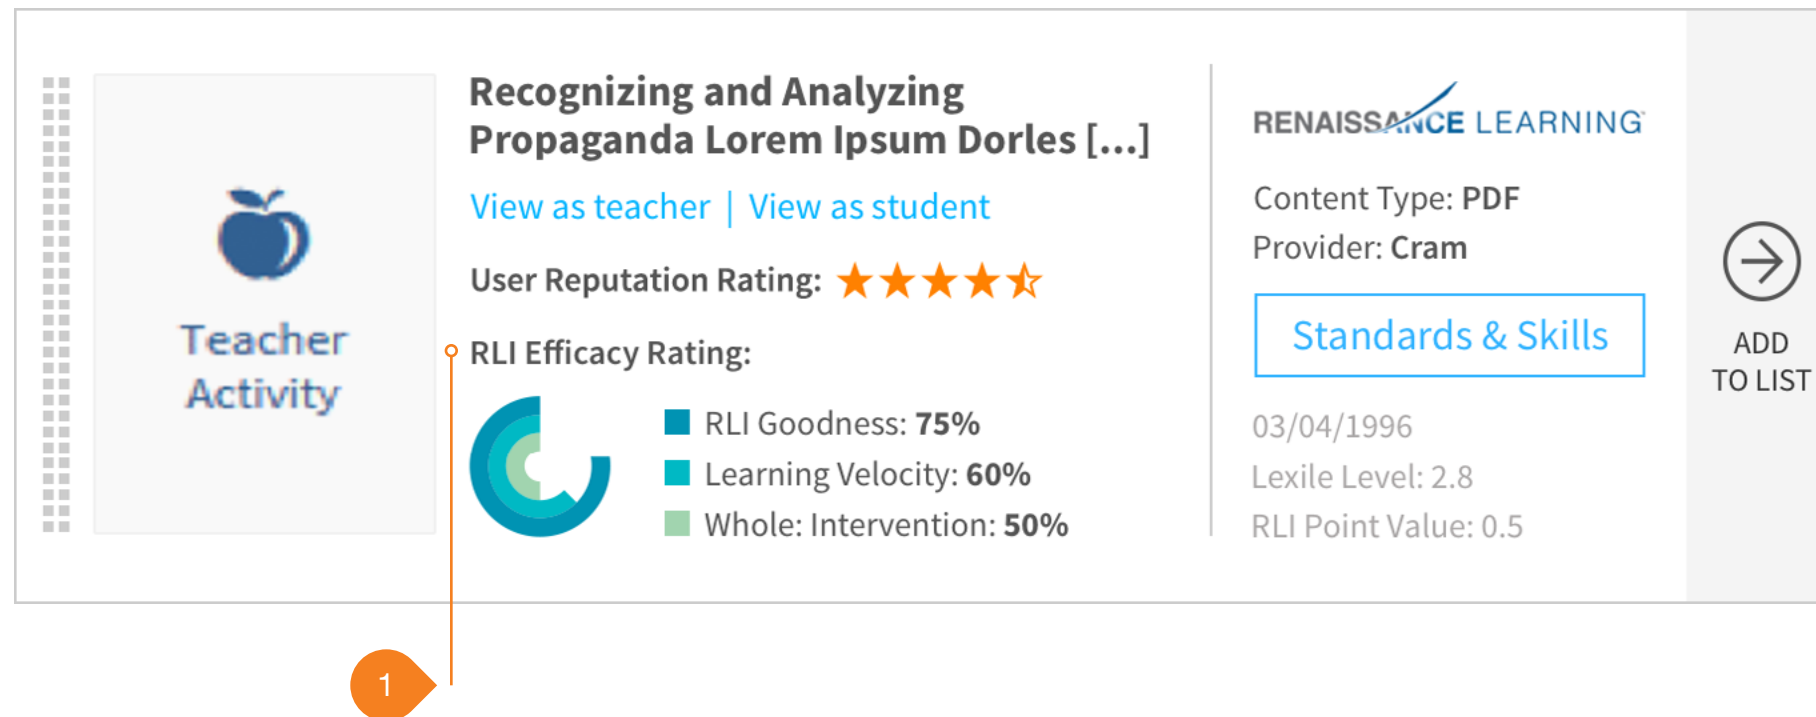 Teacher
Activity
Recognizing and Analyzing
Propaganda Lorem Ipsum Dorles [...]
View as teacher | View as student
User Reputation Rating:
RLI Efficacy Rating:
RLI Goodness: 75%
Learning Velocity: 60%
Whole: Intervention: 50%
RENAISSANCE LEARNING
Content Type: PDF
Provider: Cram
Standards & Skills
03/04/1996
Lexile Level: 2.8
RLI Point Value: 0.5
ADD
TO LIST
1